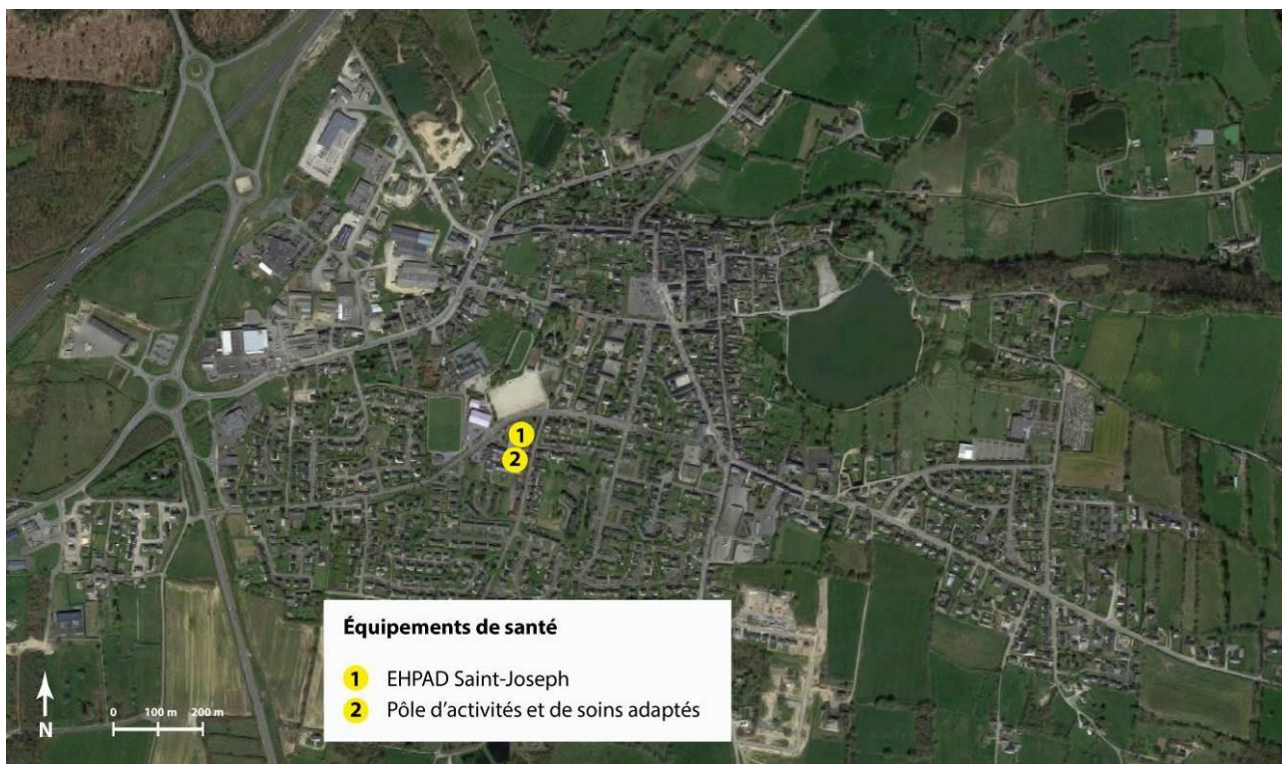 1
2
Équipements de santé
1 EHPAD Saint-Joseph
2 Pôle d'activités et de soins adaptés
N
0 100 m 200 m